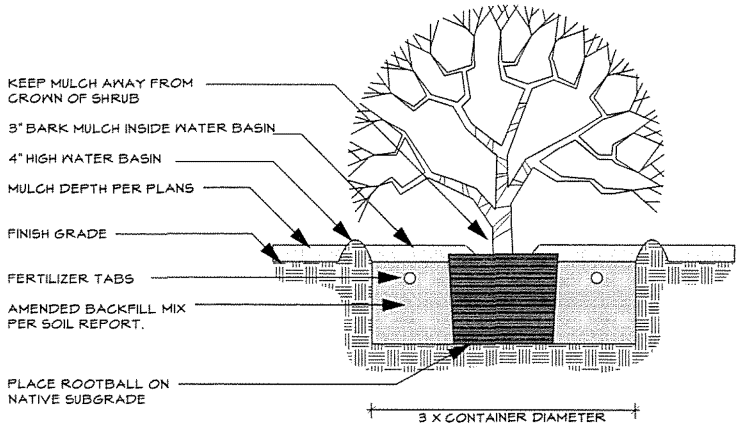 KEEP MULCH AWAY FROM
CROWN OF SHRUB
3" BARK MULCH INSIDE WATER BASIN
4" HIGH WATER BASIN
MULCH DEPTH PER PLANS
FINISH GRADE
FERTILIZER TABS
AMENDED BACKFILL MIX
PER SOIL REPORT.
PLACE ROOTBALL ON
NATIVE SUBGRADE
3 X CONTAINER DIAMETER